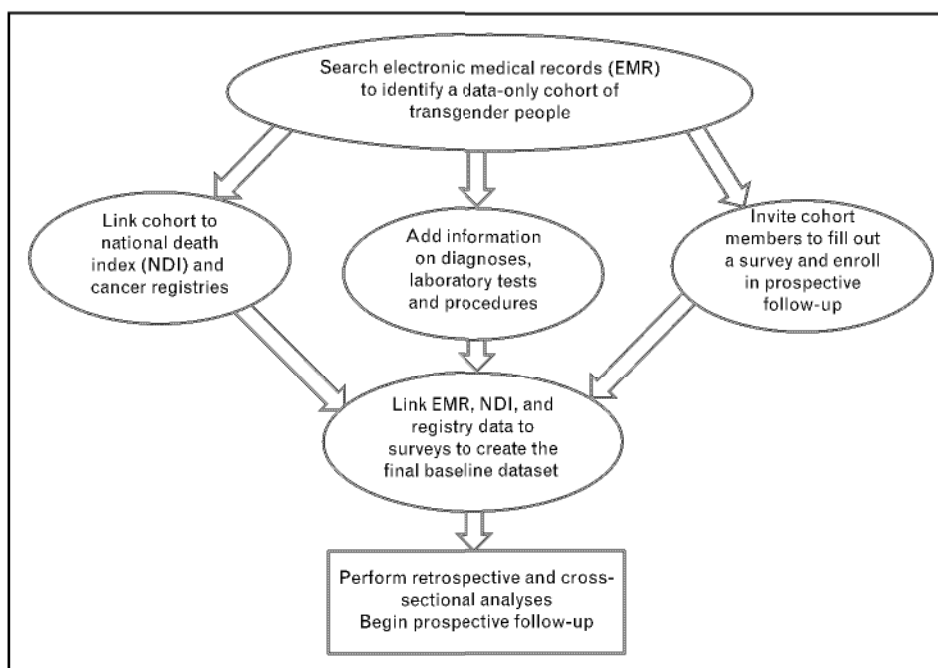 Search electronic medical records (EMR)
to identify a data-only cohort of
transgender people
Link cohort to
national death
index (NDI) and
cancer registries
Add information
on diagnoses,
laboratory tests
and procedures
Invite cohort
members to fill out
a survey and enroll
in prospective
follow-up
Link EMR, NDI, and
registry data to
surveys to create the
final baseline dataset
Perform retrospective and cross-
sectional analyses
Begin prospective follow-up